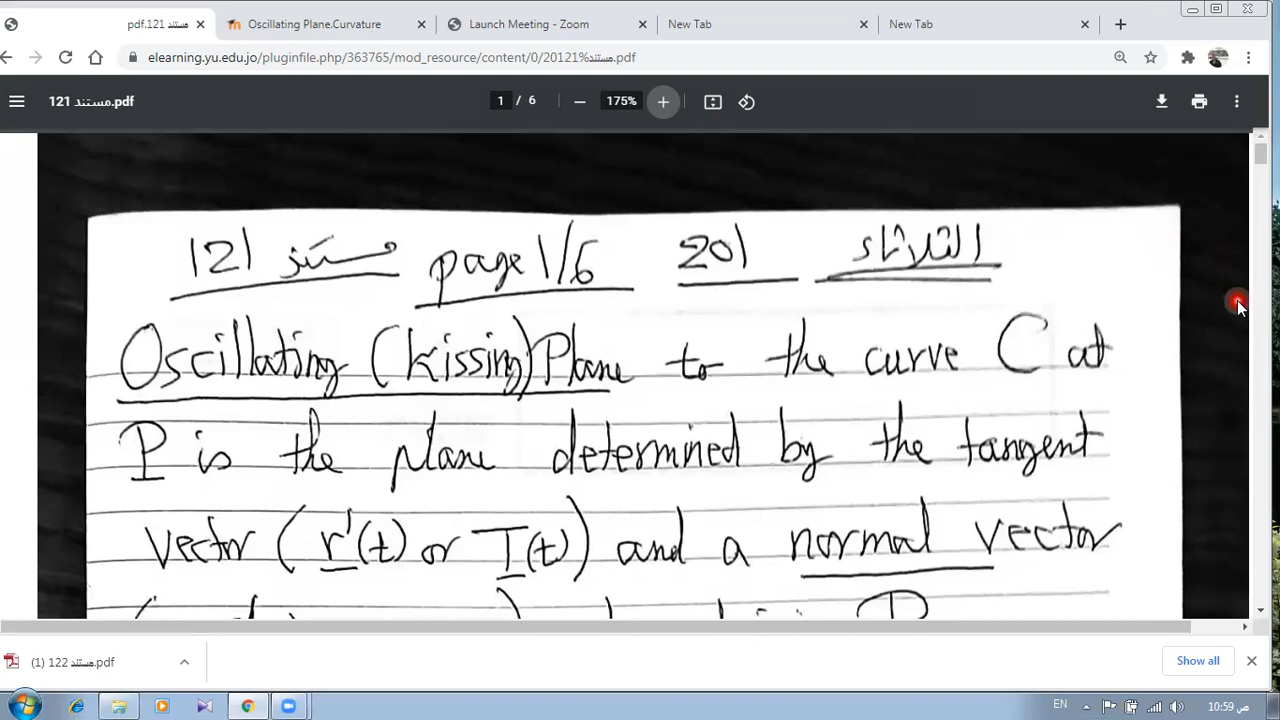 مستند 121.pdf
Oscillating Plane.Curvature
Launch Meeting - Zoom
New Tab
New Tab
elearning.yu.edu.jo/pluginfile.php/363765/mod_resource/content/0/20121%مستند.pdf
مستند 121.pdf
1 / 6
175%
121 مستند page 1/6 201 الثلاثاء
Oscillating (kissing) Plane to the curve C at
P is the plane determined by the tangent
vector (r'(t) or T(t)) and a normal vector
مستند 122 (1).pdf
Show all
EN
10:59 ص